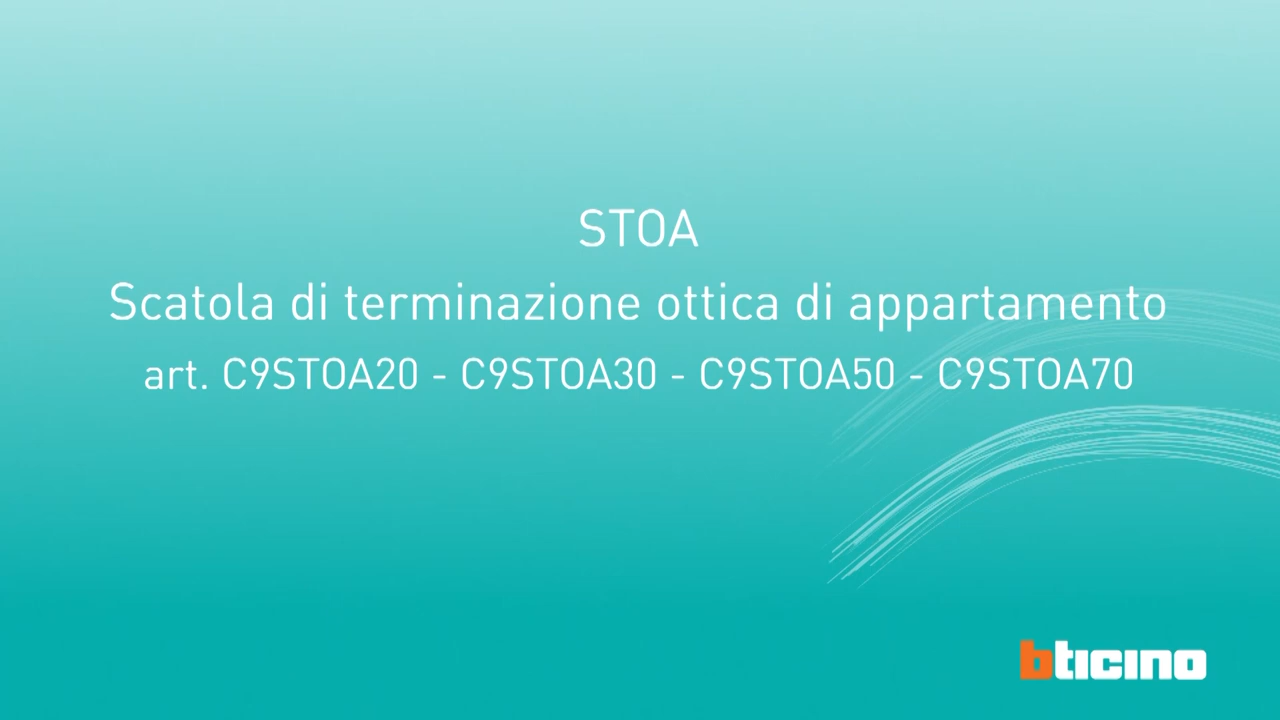 STOA
Scatola di terminazione ottica di appartamento
art. C9STOA20 - C9STOA30 - C9STOA50 - C9STOA70
bticino